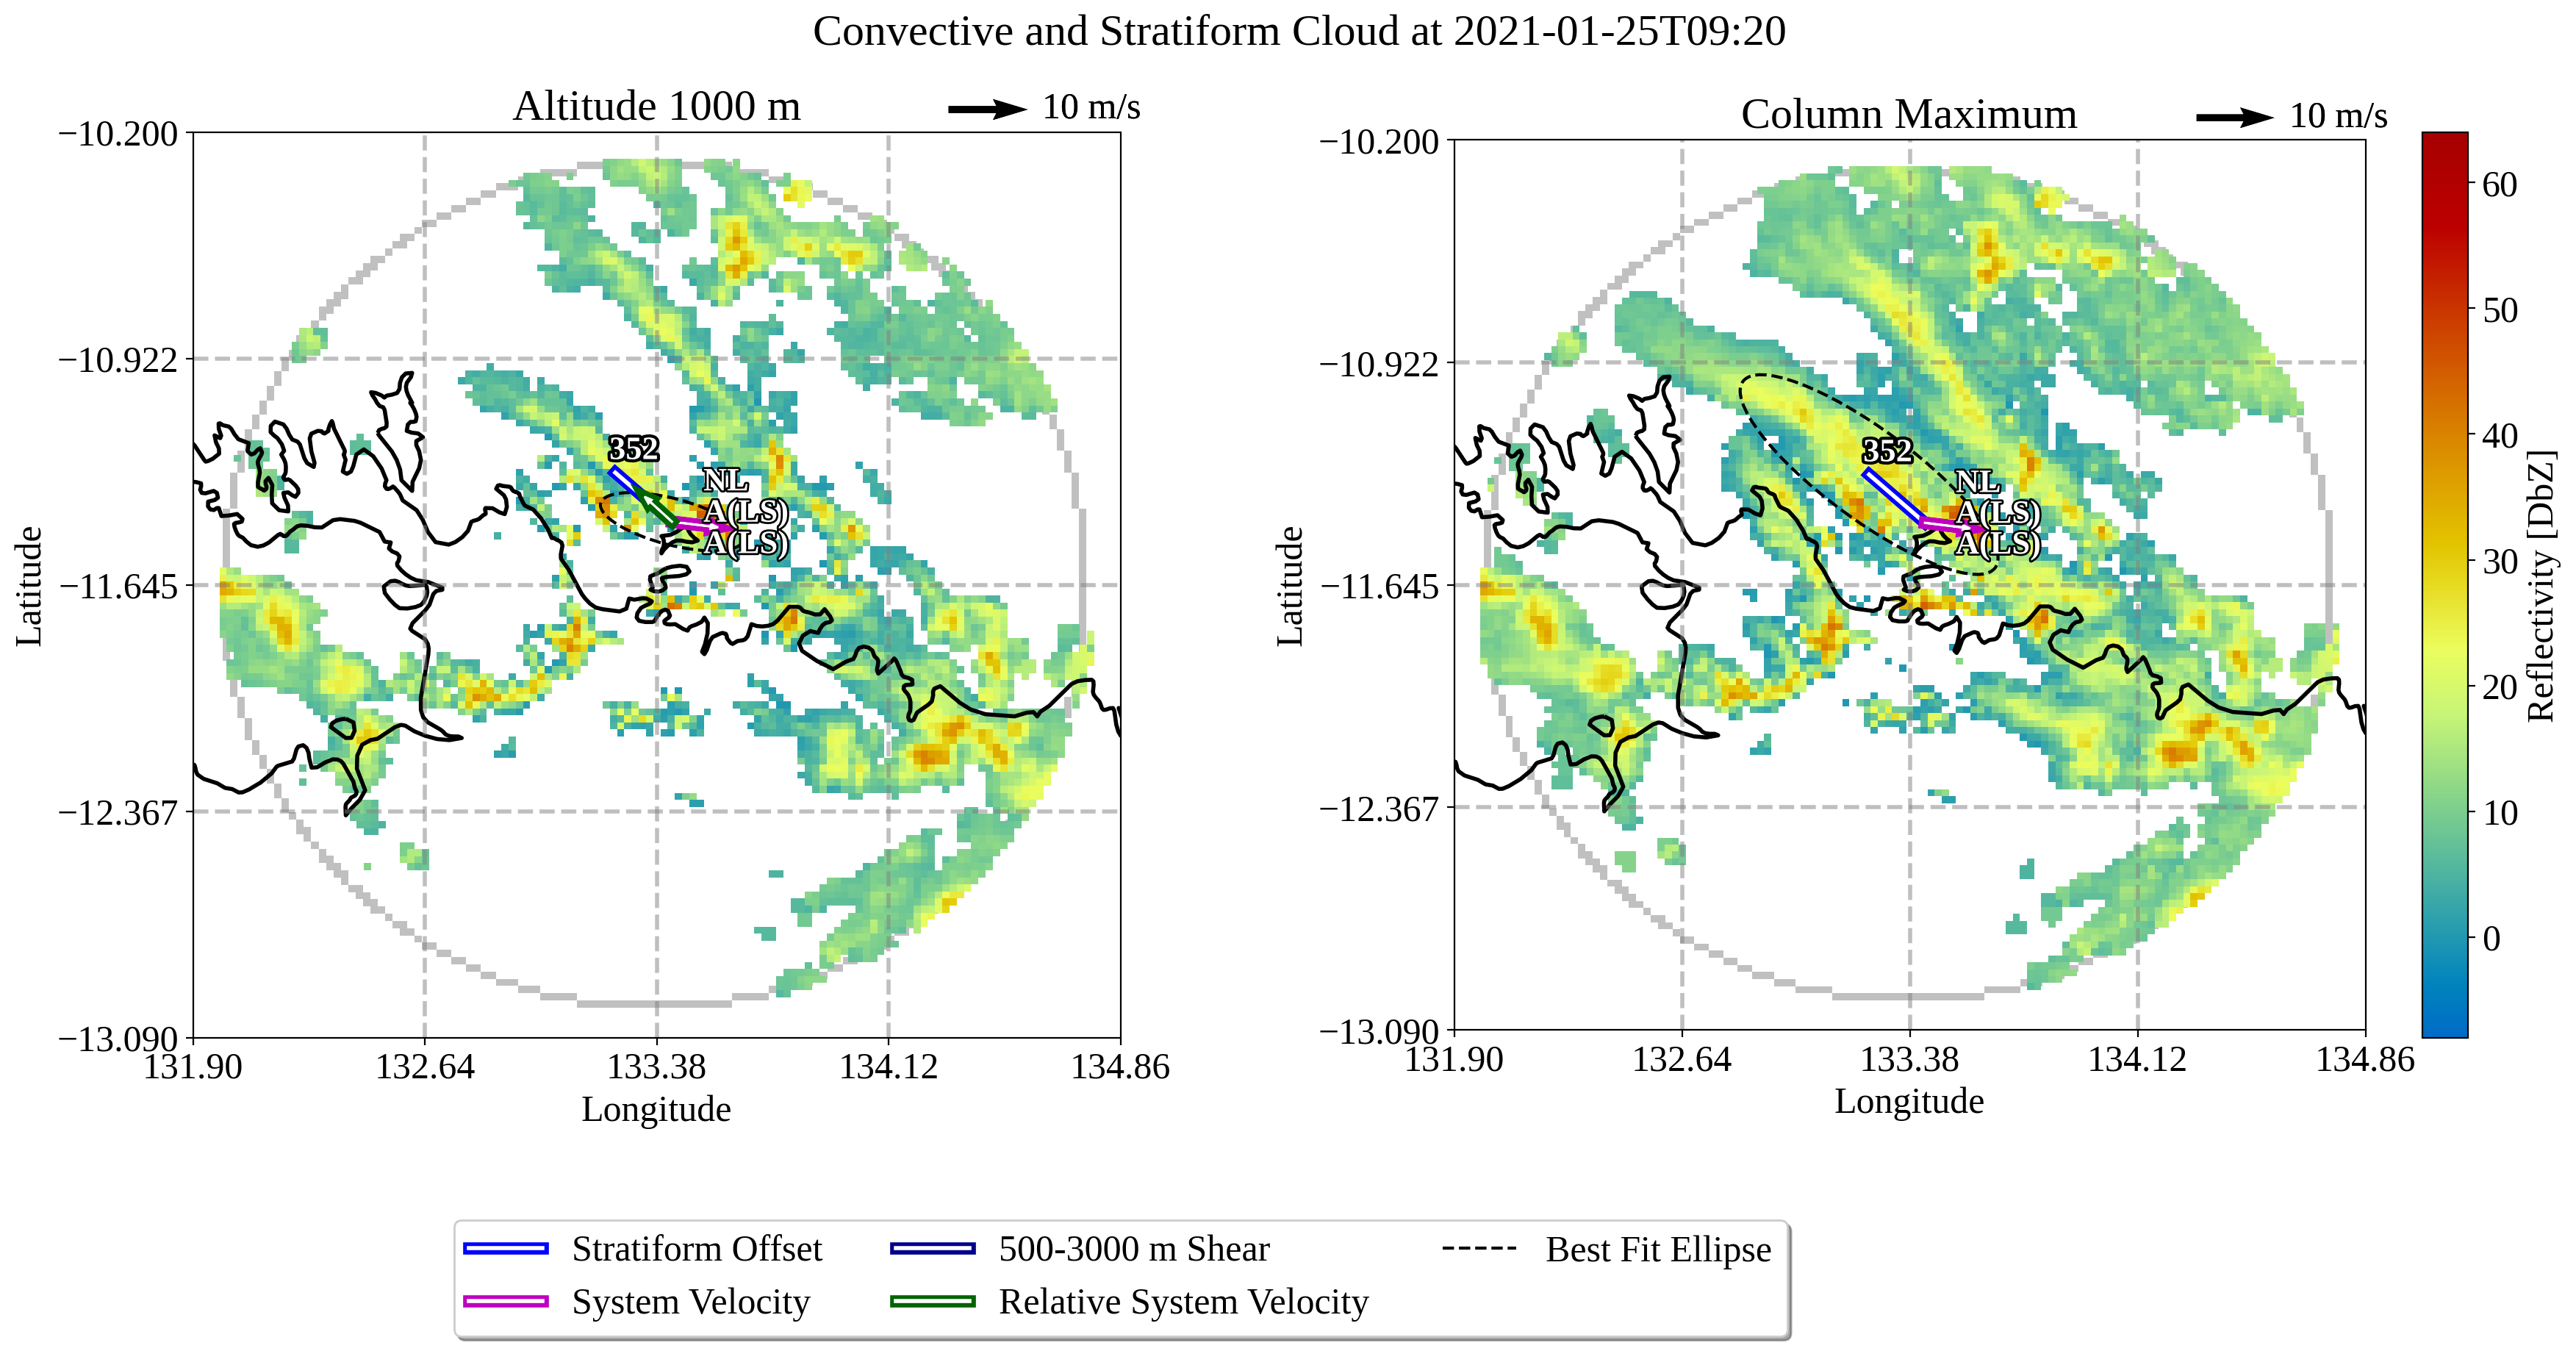 Convective and Stratiform Cloud at 2021-01-25T09:20
Altitude 1000 m
10 m/s
−10.200
−10.922
−11.645
−12.367
−13.090
Latitude
352
NL
A(LS)
A(LS)
131.90
132.64
133.38
134.12
134.86
Longitude
Column Maximum
10 m/s
−10.200
−10.922
−11.645
−12.367
−13.090
Latitude
352
NL
A(LS)
A(LS)
131.90
132.64
133.38
134.12
134.86
Longitude
60
50
40
30
20
10
0
Reflectivity [DbZ]
Stratiform Offset
System Velocity
500-3000 m Shear
Relative System Velocity
Best Fit Ellipse